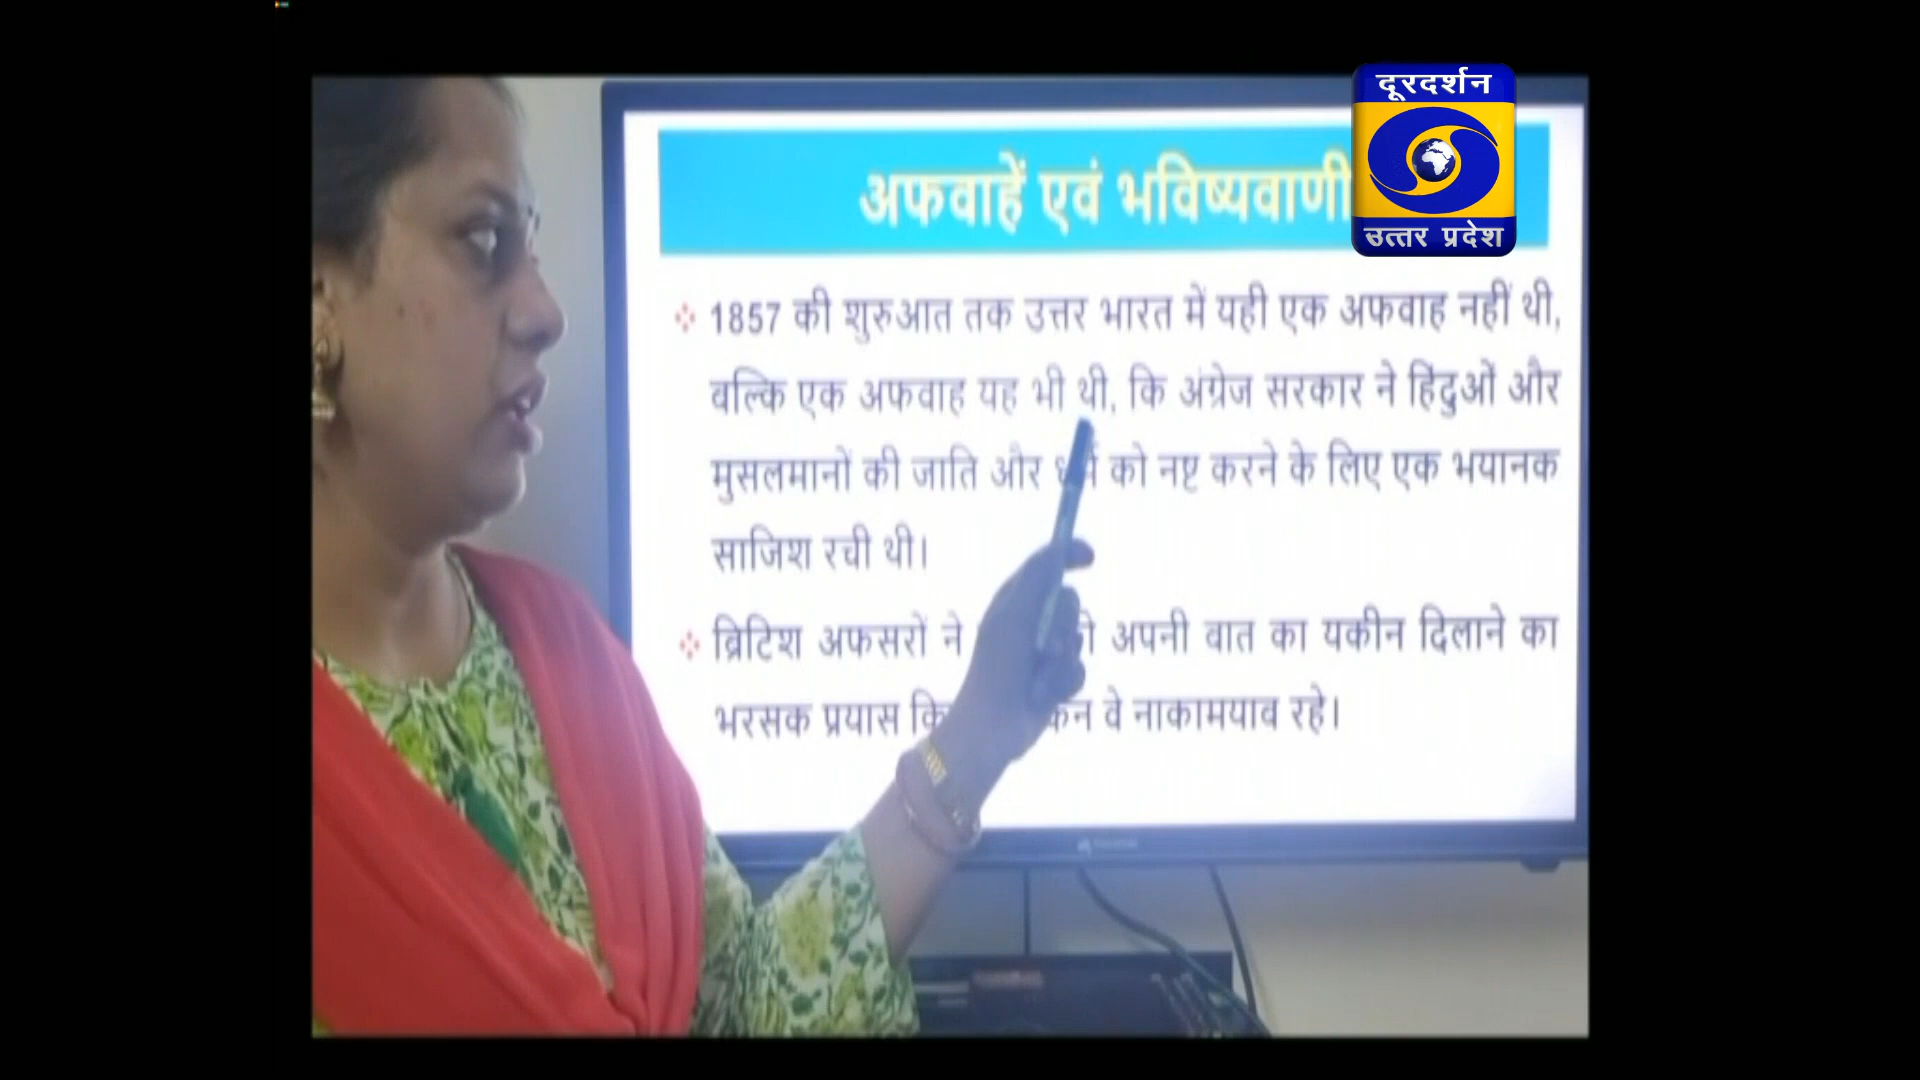 दूरदर्शन
उत्तर प्रदेश
अफवाहें एवं भविष्यवाणी
1857 की शुरुआत तक उत्तर भारत में यही एक अफवाह नहीं थी,
बल्कि एक अफवाह यह भी थी, कि अंग्रेज सरकार ने हिंदुओं और
मुसलमानों की जाति और को नष्ट करने के लिए एक भयानक
साजिश रची थी।
ब्रिटिश अफसरों ने अपनी बात का यकीन दिलाने का
भरसक प्रयास वे नाकामयाब रहे।